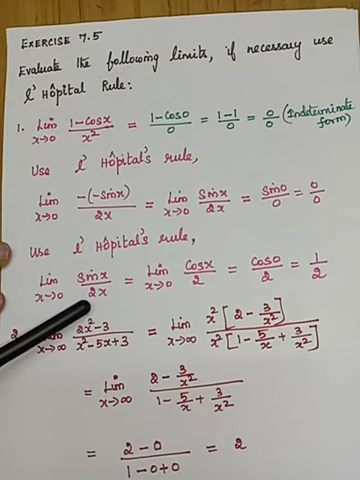 EXERCISE 7.5
Evaluate the following limits, if necessary use
l' Hôpital Rule:
1. Lim x→0 (1-cosx)/x² = (1-cos0)/0 = (1-1)/0 = 0/0 (Indeterminate form)
Use l' Hôpital's rule,
Lim x→0 -(-sinx)/2x = Lim x→0 sinx/2x = sin0/0 = 0/0
Use l' Hôpital's rule,
Lim x→0 sinx/2x = Lim x→0 cosx/2 = cos0/2 = 1/2
2 Lim x→∞ (2x²-3)/(x²-5x+3) = Lim x→∞ x²[2-3/x²]/x²[1-5/x+3/x²]
= Lim x→∞ (2-3/x²)/(1-5/x+3/x²)
= (2-0)/(1-0+0) = 2